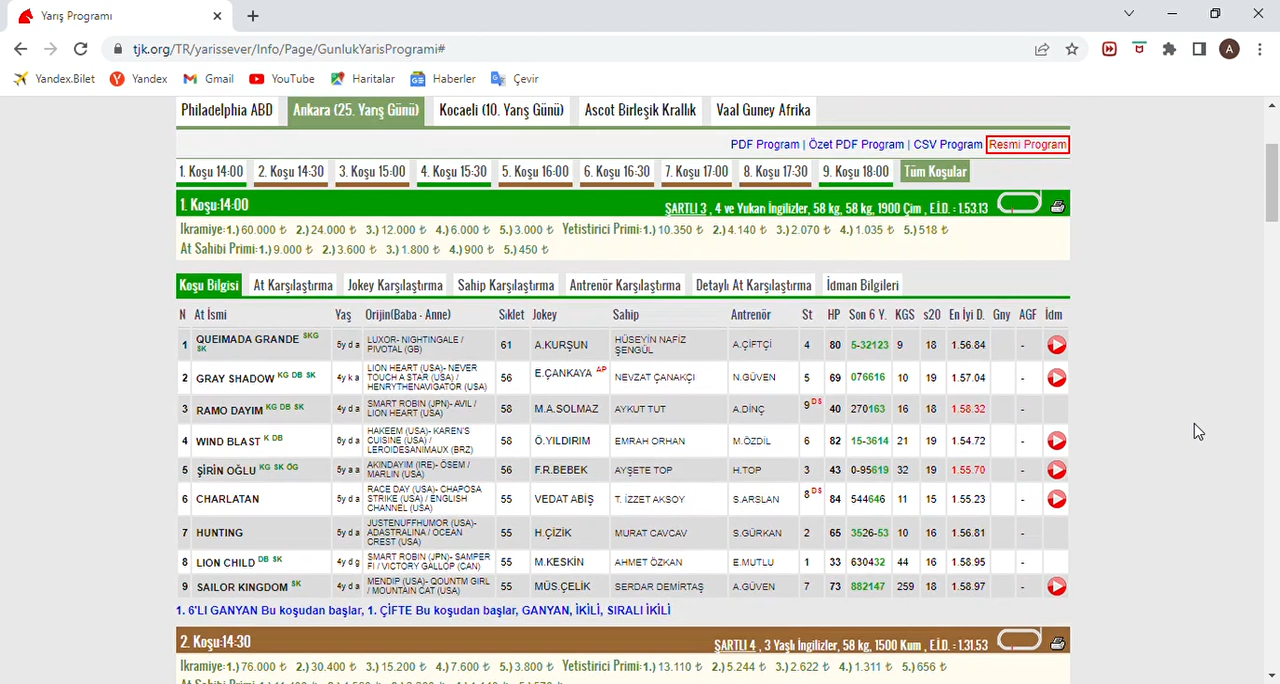 Yarış Programı
tjk.org/TR/yarissever/Info/Page/GunlukYarisProgrami#
A
Yandex.Bilet Yandex Gmail YouTube Haritalar Haberler Çevir
Philadelphia ABD Ankara (25. Yarış Günü) Kocaeli (10. Yarış Günü) Ascot Birleşik Krallık Vaal Guney Afrika
PDF Program | Özet PDF Program | CSV Program Resmi Program
1. Koşu 14:00 2. Koşu 14:30 3. Koşu 15:00 4. Koşu 15:30 5. Koşu 16:00 6. Koşu 16:30 7. Koşu 17:00 8. Koşu 17:30 9. Koşu 18:00 Tüm Koşular
1. Koşu:14:00 ŞARTLI 3 , 4 ve Yukarı İngilizler, 58 kg, 58 kg, 1900 Çim , E.İ.D. : 1.53.13
İkramiye:1.) 60.000 ₺ 2.) 24.000 ₺ 3.) 12.000 ₺ 4.) 6.000 ₺ 5.) 3.000 ₺ Yetistirici Primi:1.) 10.350 ₺ 2.) 4.140 ₺ 3.) 2.070 ₺ 4.) 1.035 ₺ 5.) 518 ₺
At Sahibi Primi:1.) 9.000 ₺ 2.) 3.600 ₺ 3.) 1.800 ₺ 4.) 900 ₺ 5.) 450 ₺
Koşu Bilgisi At Karşılaştırma Jokey Karşılaştırma Sahip Karşılaştırma Antrenör Karşılaştırma Detaylı At Karşılaştırma İdman Bilgileri
N At İsmi Yaş Orijin(Baba - Anne) Sıklet Jokey Sahip Antrenör St HP Son 6 Y. KGS s20 En İyi D. Gny AGF İdm
1 QUEIMADA GRANDE SKG SK 5y d a LUXOR- NIGHTINGALE / PIVOTAL (GB) 61 A.KURŞUN HÜSEYİN NAFİZ ŞENGÜL A.ÇİFTÇİ 4 80 5-32123 9 18 1.56.84 -
2 GRAY SHADOW KG DB SK 4y k a LION HEART (USA)- NEVER TOUCH A STAR (USA) / HENRYTHENAVIGATOR (USA) 56 E.ÇANKAYA AP NEVZAT ÇANAKÇI N.GÜVEN 5 69 076616 10 19 1.57.04 -
3 RAMO DAYIM KG DB SK 4y d a SMART ROBIN (JPN)- AVIL / LION HEART (USA) 58 M.A.SOLMAZ AYKUT TUT A.DİNÇ 9 DS 40 270163 16 18 1.58.32 -
4 WIND BLAST K DB 6y d a HAKEEM (USA)- KAREN'S CUISINE (USA) / LEROIDESANIMAUX (BRZ) 58 Ö.YILDIRIM EMRAH ORHAN M.ÖZDİL 6 82 15-3614 21 19 1.54.72 -
5 ŞİRİN OĞLU KG SK ÖG 5y a a AKINDAYIM (IRE)- ÖSEM / MARLIN (USA) 56 F.R.BEBEK AYŞETE TOP H.TOP 3 43 0-95619 32 19 1.55.70 -
6 CHARLATAN 5y d a RACE DAY (USA)- CHAPOSA STRIKE (USA) / ENGLISH CHANNEL (USA) 55 VEDAT ABİŞ T. İZZET AKSOY S.ARSLAN 8 DS 84 544646 11 15 1.55.23 -
7 HUNTING 5y d a JUSTENUFFHUMOR (USA)- ADASTRALINA / OCEAN CREST (USA) 55 H.ÇİZİK MURAT CAVCAV S.GÜRKAN 2 65 3526-53 10 16 1.56.81 -
8 LION CHILD DB SK 4y d g SMART ROBIN (JPN)- SAMPER FI / VICTORY GALLOP (CAN) 55 M.KESKİN AHMET ÖZKAN E.MUTLU 1 33 630432 44 16 1.58.95 -
9 SAILOR KINGDOM SK 4y d a MENDIP (USA)- QOUNTM GIRL / MOUNTAIN CAT (USA) 55 MÜS.ÇELİK SERDAR DEMİRTAŞ A.GÜVEN 7 73 882147 259 18 1.58.97 -
1. 6'LI GANYAN Bu koşudan başlar, 1. ÇİFTE Bu koşudan başlar, GANYAN, İKİLİ, SIRALI İKİLİ
2. Koşu:14:30 ŞARTLI 4 , 3 Yaşlı İngilizler, 58 kg, 1500 Kum , E.İ.D. : 1.31.53
İkramiye:1.) 76.000 ₺ 2.) 30.400 ₺ 3.) 15.200 ₺ 4.) 7.600 ₺ 5.) 3.800 ₺ Yetistirici Primi:1.) 13.110 ₺ 2.) 5.244 ₺ 3.) 2.622 ₺ 4.) 1.311 ₺ 5.) 656 ₺
At Sahibi Primi:1.)